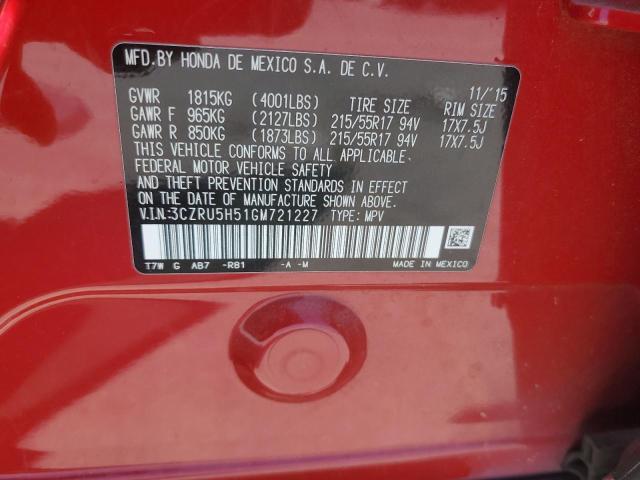 MFD.BY HONDA DE MEXICO S.A. DE C.V.
11/'15
GVWR 1815KG (4001LBS) TIRE SIZE RIM SIZE
GAWR F 965KG (2127LBS) 215/55R17 94V 17X7.5J
GAWR R 850KG (1873LBS) 215/55R17 94V 17X7.5J
THIS VEHICLE CONFORMS TO ALL APPLICABLE
FEDERAL MOTOR VEHICLE SAFETY
AND THEFT PREVENTION STANDARDS IN EFFECT
ON THE DATE OF MANUFACTURE SHOWN ABOVE.
V.I.N:3CZRU5H51GM721227 TYPE: MPV
T7W G AB7 -R81 -A -M MADE IN MEXICO